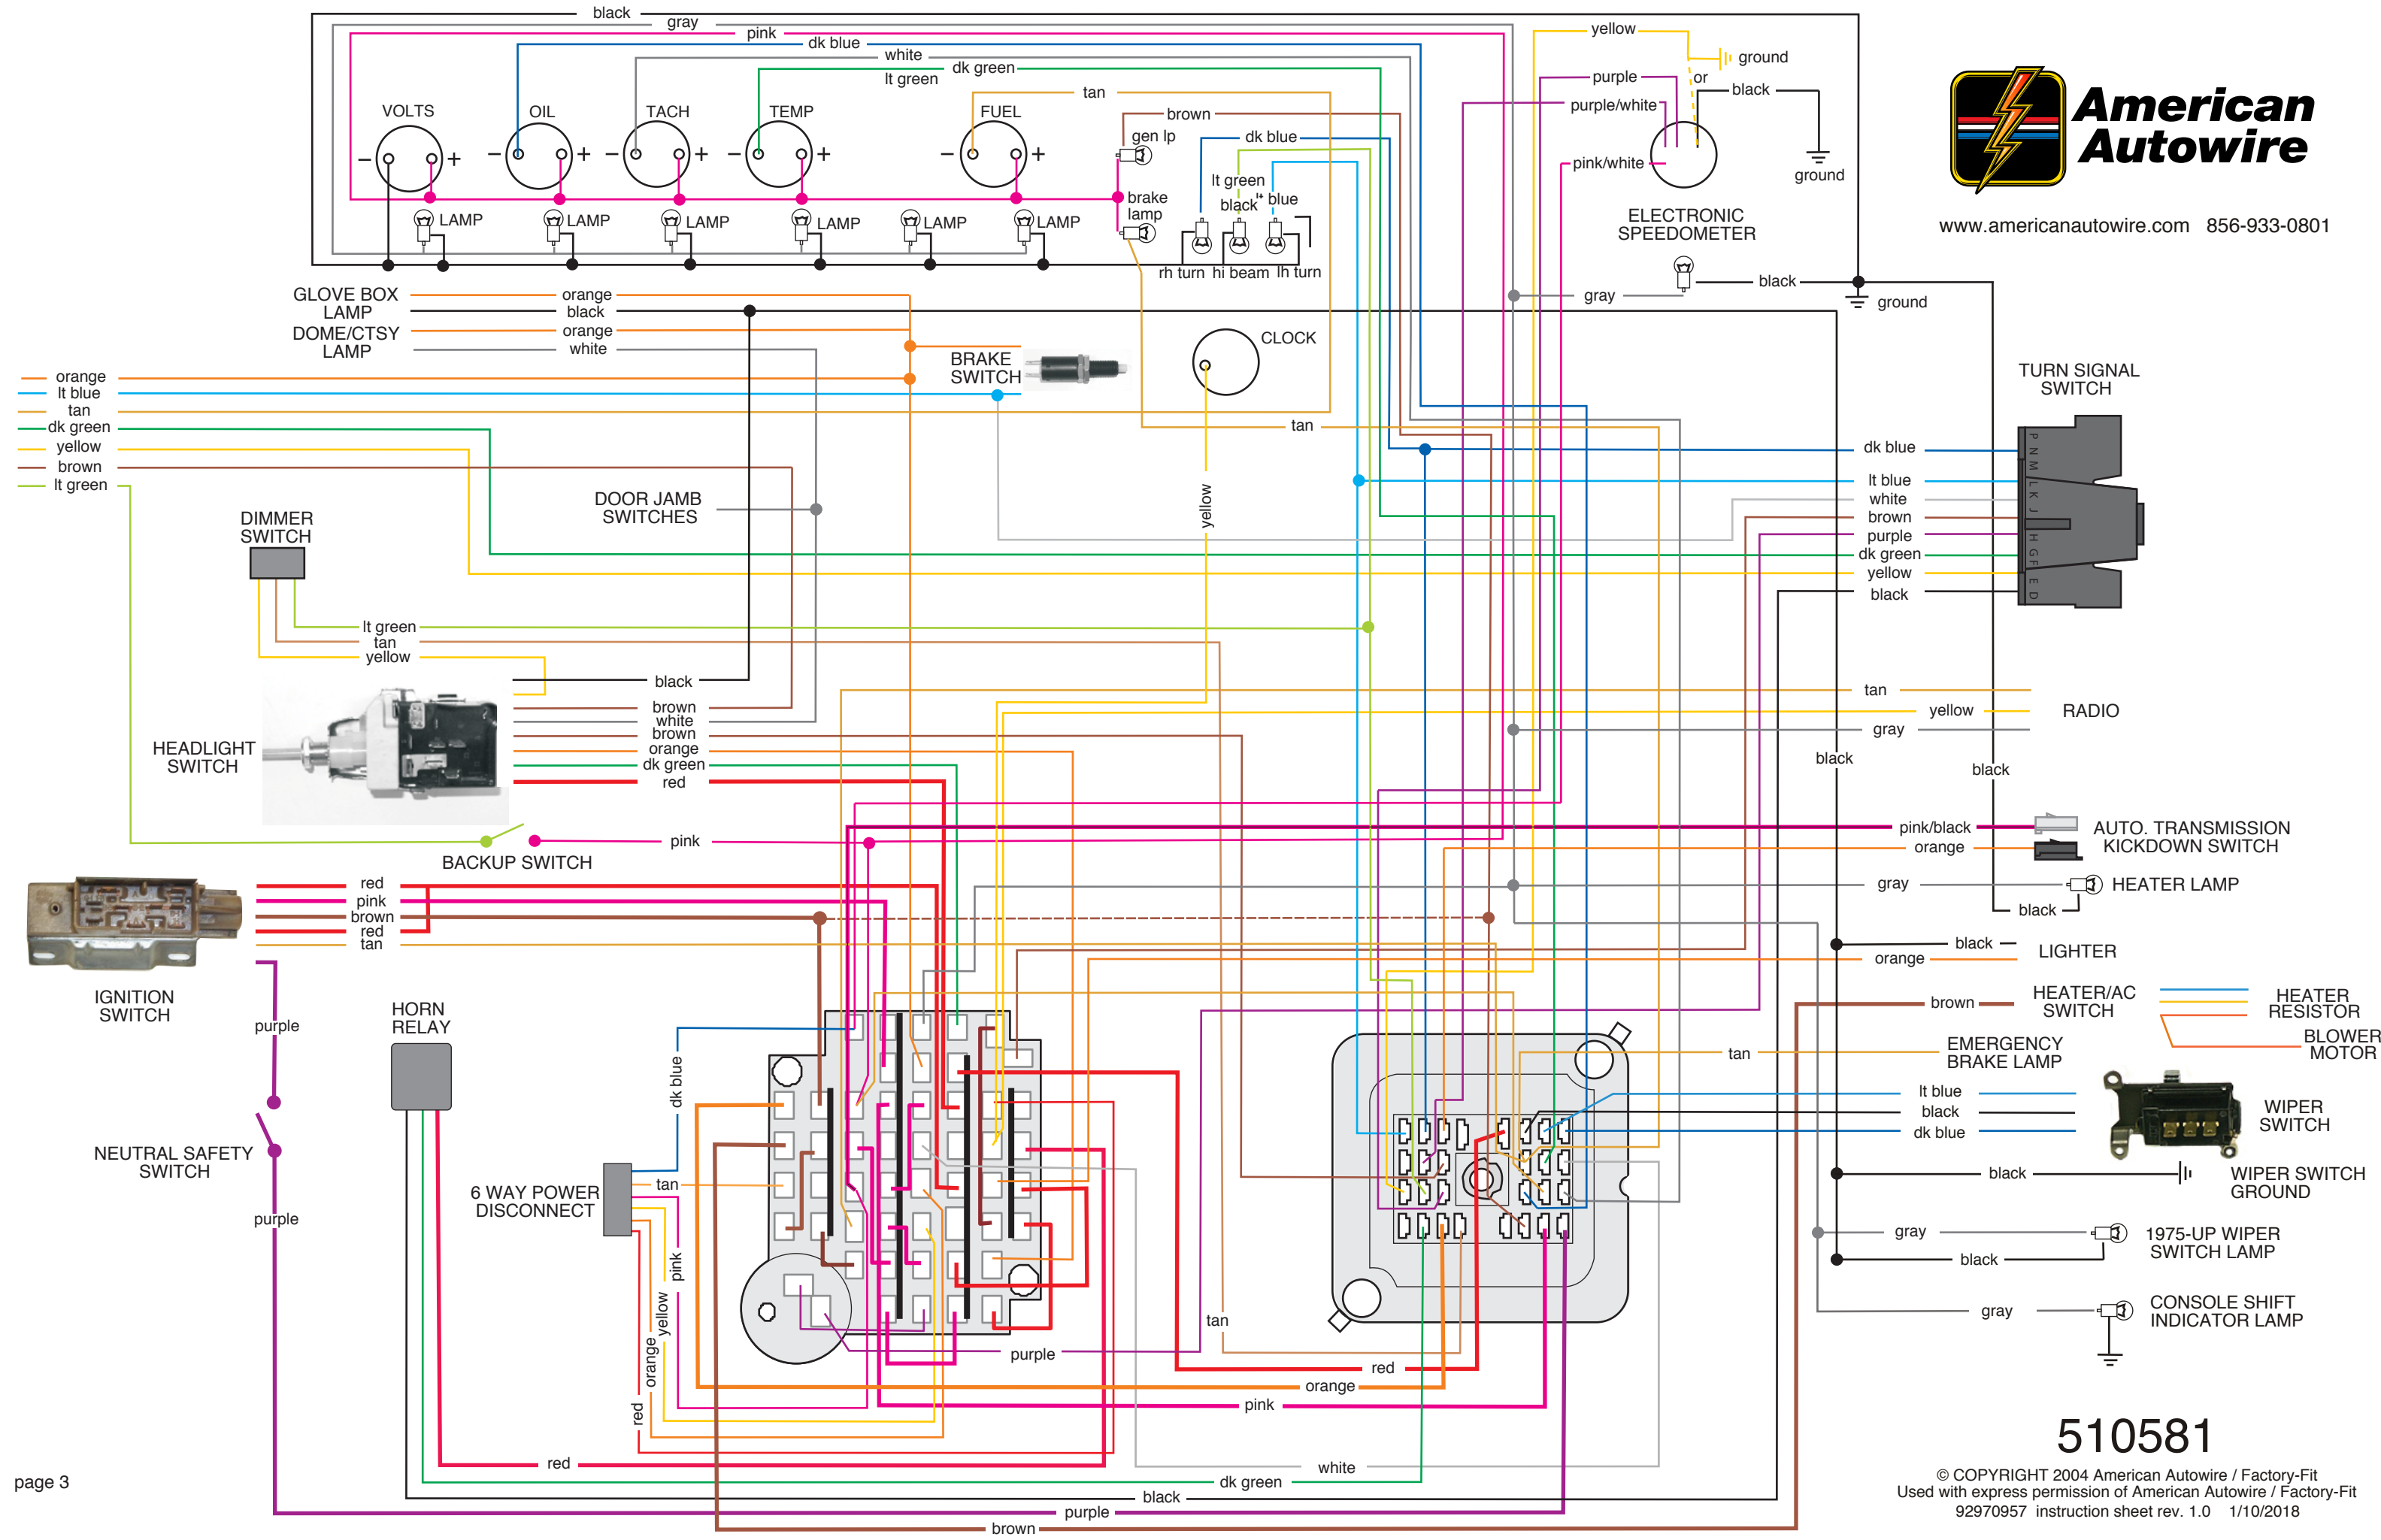 black
gray
pink
dk blue
white
dk green
lt green
tan
brown
gen lp
dk blue
lt green
black
lt blue
yellow
ground
or
purple
black
purple/white
pink/white
ground
VOLTS
OIL
TACH
TEMP
FUEL
− +
− +
− +
− +
− +
brake
lamp
LAMP
LAMP
LAMP
LAMP
LAMP
LAMP
rh turn
hi beam
lh turn
ELECTRONIC
SPEEDOMETER
American
Autowire
www.americanautowire.com 856-933-0801
gray
black
ground
GLOVE BOX
LAMP
orange
black
DOME/CTSY
LAMP
orange
white
BRAKE
SWITCH
CLOCK
orange
lt blue
tan
dk green
yellow
brown
lt green
tan
yellow
TURN SIGNAL
SWITCH
dk blue
lt blue
white
brown
purple
dk green
yellow
black
P
N
M
L
K
J
H
G
F
E
D
DOOR JAMB
SWITCHES
DIMMER
SWITCH
lt green
tan
yellow
HEADLIGHT
SWITCH
black
brown
white
brown
orange
dk green
red
tan
yellow
RADIO
gray
black
black
BACKUP SWITCH
pink
pink/black
AUTO. TRANSMISSION
KICKDOWN SWITCH
orange
gray
HEATER LAMP
black
black
LIGHTER
orange
red
pink
brown
red
tan
IGNITION
SWITCH
purple
NEUTRAL SAFETY
SWITCH
purple
HORN
RELAY
brown
HEATER/AC
SWITCH
HEATER
RESISTOR
BLOWER
MOTOR
tan
EMERGENCY
BRAKE LAMP
lt blue
black
dk blue
WIPER
SWITCH
black
WIPER SWITCH
GROUND
gray
1975-UP WIPER
SWITCH LAMP
black
gray
CONSOLE SHIFT
INDICATOR LAMP
dk blue
6 WAY POWER
DISCONNECT
tan
pink
yellow
orange
red
tan
purple
red
orange
pink
red
white
dk green
black
purple
brown
page 3
510581
© COPYRIGHT 2004 American Autowire / Factory-Fit
Used with express permission of American Autowire / Factory-Fit
92970957 instruction sheet rev. 1.0 1/10/2018